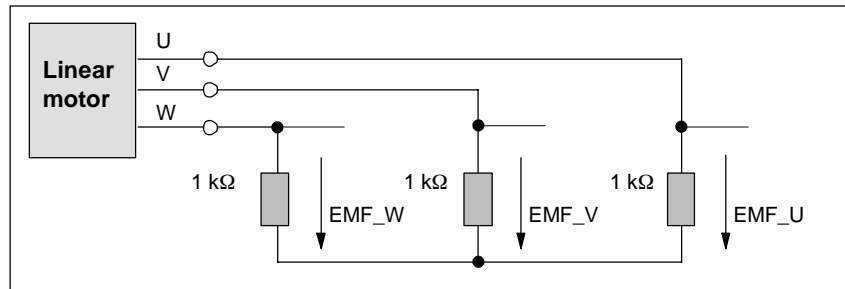 U
Linear
motor
V
W
1 kΩ
1 kΩ
1 kΩ
EMF_W
EMF_V
EMF_U